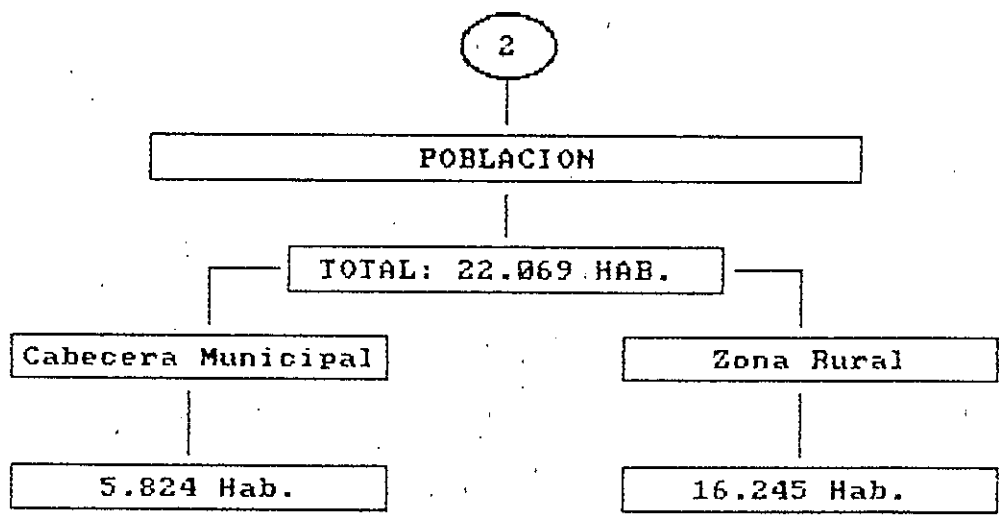 2
POBLACION
TOTAL: 22.069 HAB.
Cabecera Municipal
Zona Rural
5.824 Hab.
16.245 Hab.